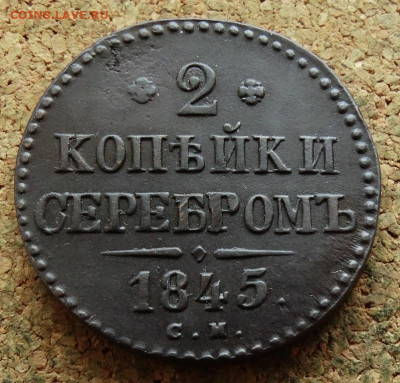 COINS.LAVE.RU
2
КОПѢЙКИ
СЕРЕБРОМЪ
1845.
С.М.